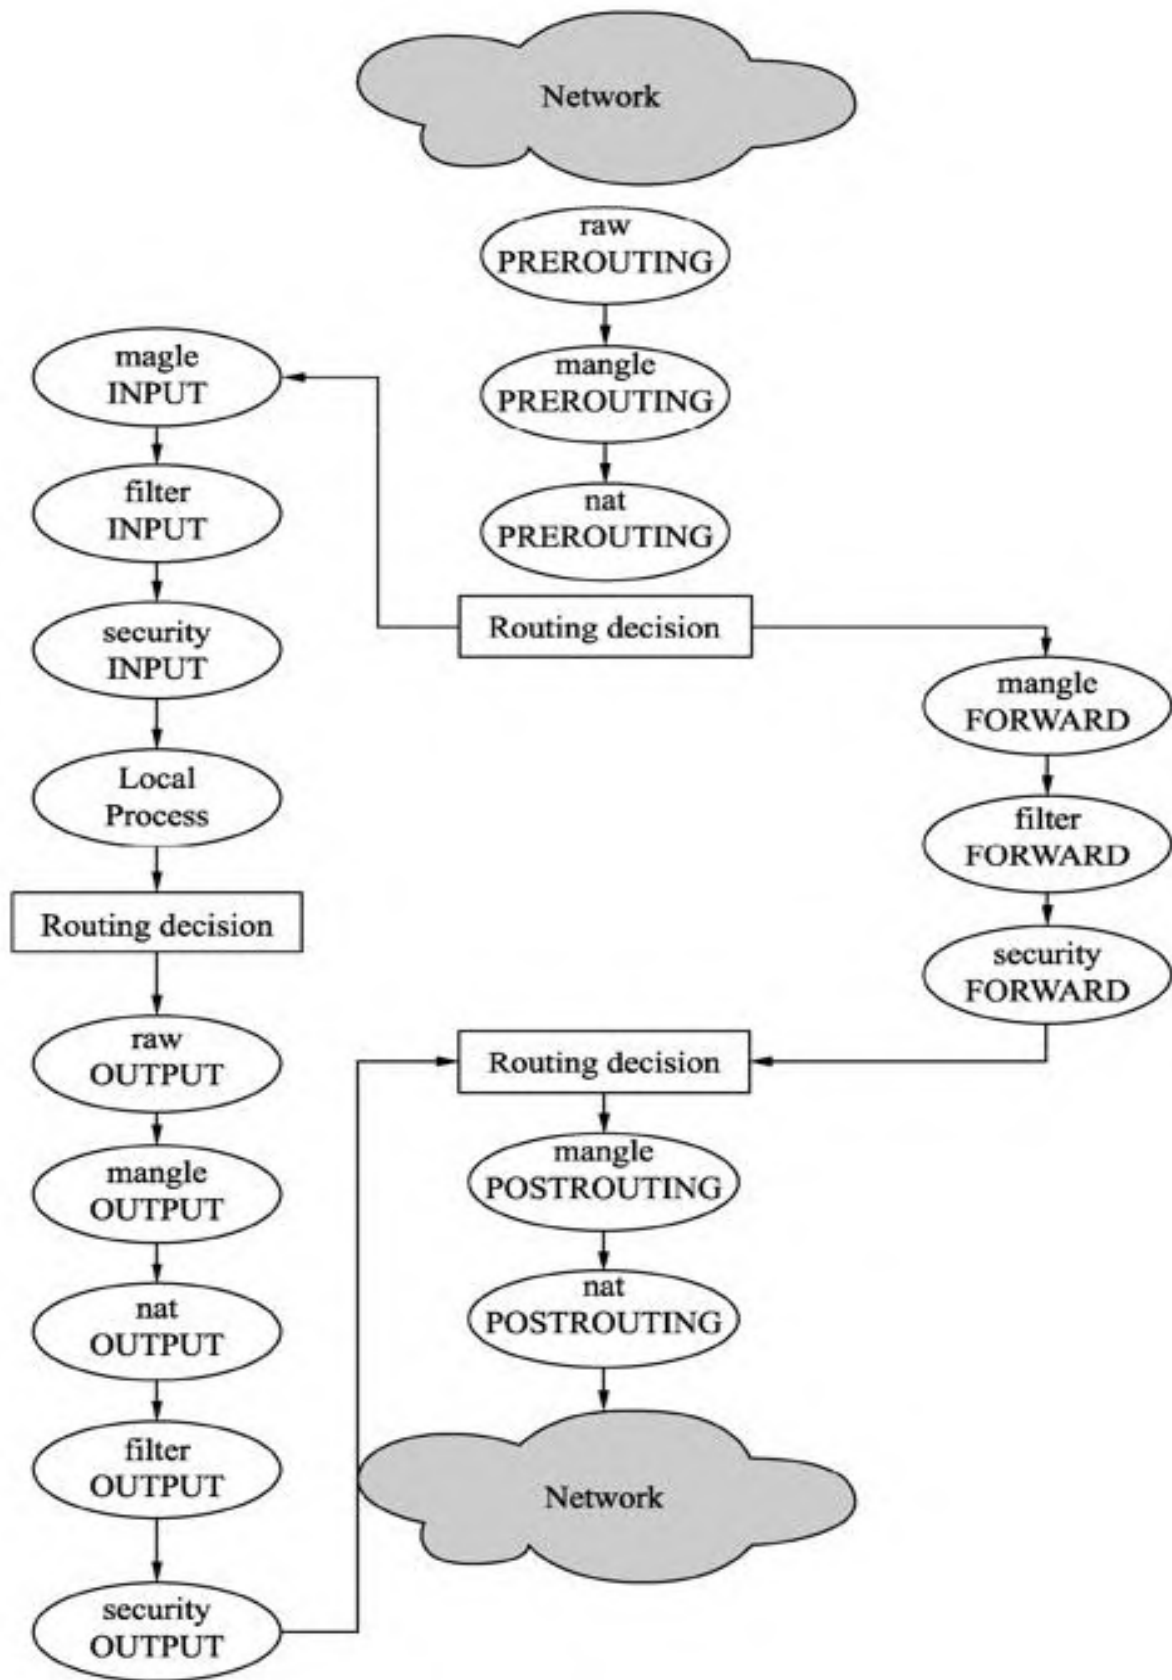 Network
raw
PREROUTING
mangle
PREROUTING
nat
PREROUTING
Routing decision
magle
INPUT
filter
INPUT
security
INPUT
Local
Process
Routing decision
raw
OUTPUT
mangle
OUTPUT
nat
OUTPUT
filter
OUTPUT
security
OUTPUT
mangle
FORWARD
filter
FORWARD
security
FORWARD
Routing decision
mangle
POSTROUTING
nat
POSTROUTING
Network